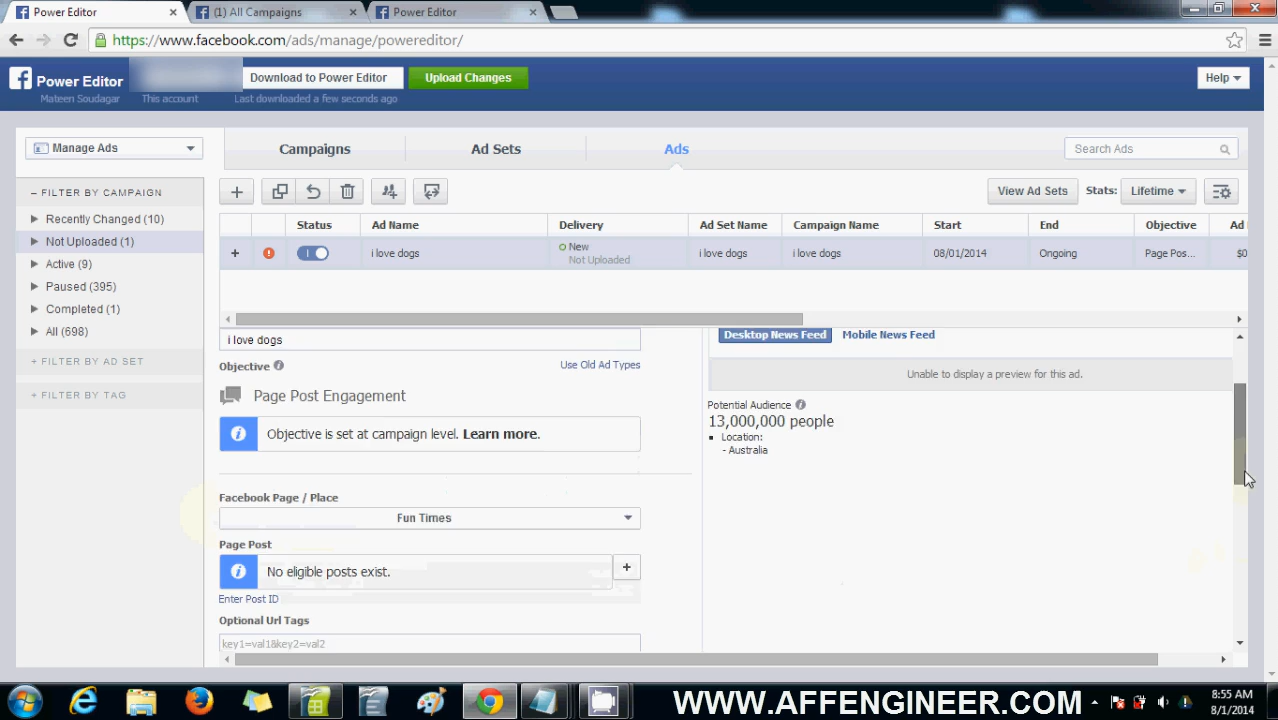 Power Editor
(1) All Campaigns
Power Editor
https://www.facebook.com/ads/manage/powereditor/
Power Editor
Download to Power Editor
Upload Changes
Help
Mateen Soudagar
This account
Last downloaded a few seconds ago
Manage Ads
Campaigns
Ad Sets
Ads
Search Ads
FILTER BY CAMPAIGN
Recently Changed (10)
Not Uploaded (1)
Active (9)
Paused (395)
Completed (1)
All (698)
+ FILTER BY AD SET
+ FILTER BY TAG
View Ad Sets
Stats:
Lifetime
Status
Ad Name
Delivery
Ad Set Name
Campaign Name
Start
End
Objective
Ad
i love dogs
New
Not Uploaded
i love dogs
i love dogs
08/01/2014
Ongoing
Page Pos...
$0
i love dogs
Objective
Use Old Ad Types
Page Post Engagement
Objective is set at campaign level. Learn more.
Facebook Page / Place
Fun Times
Page Post
No eligible posts exist.
Enter Post ID
Optional Url Tags
key1=val1&key2=val2
Desktop News Feed
Mobile News Feed
Unable to display a preview for this ad.
Potential Audience
13,000,000 people
Location:
- Australia
WWW.AFFENGINEER.COM
8:55 AM
8/1/2014